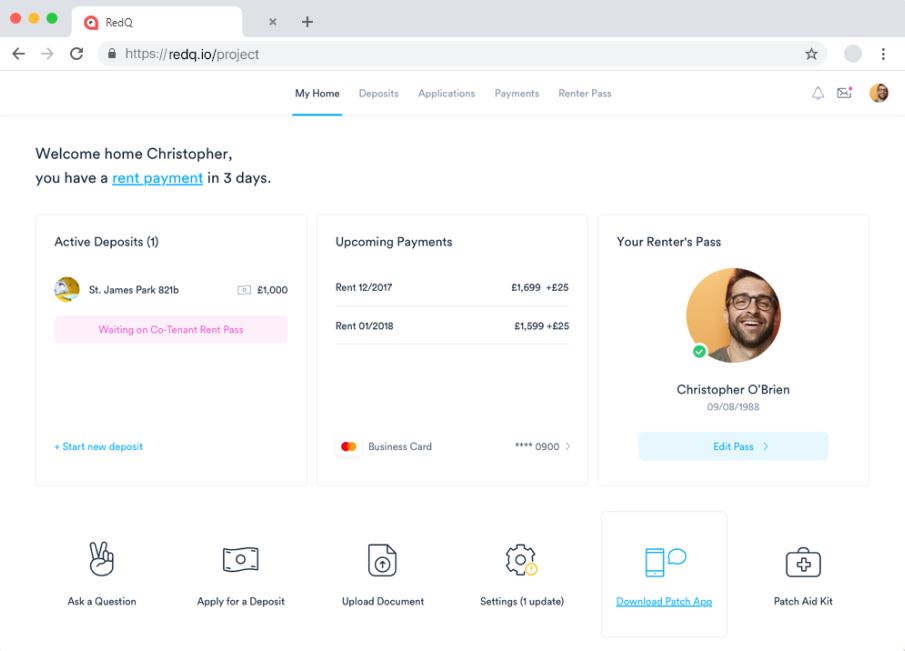 RedQ
https://redq.io/project
My Home Deposits Applications Payments Renter Pass
Welcome home Christopher,
you have a rent payment in 3 days.
Active Deposits (1)
St. James Park 821b £1,000
Waiting on Co-Tenant Rent Pass
+ Start new deposit
Upcoming Payments
Rent 12/2017 £1,699 +£25
Rent 01/2018 £1,599 +£25
Business Card **** 0900
Your Renter's Pass
Christopher O'Brien
09/08/1988
Edit Pass
Ask a Question Apply for a Deposit Upload Document Settings (1 update) Download Patch App Patch Aid Kit